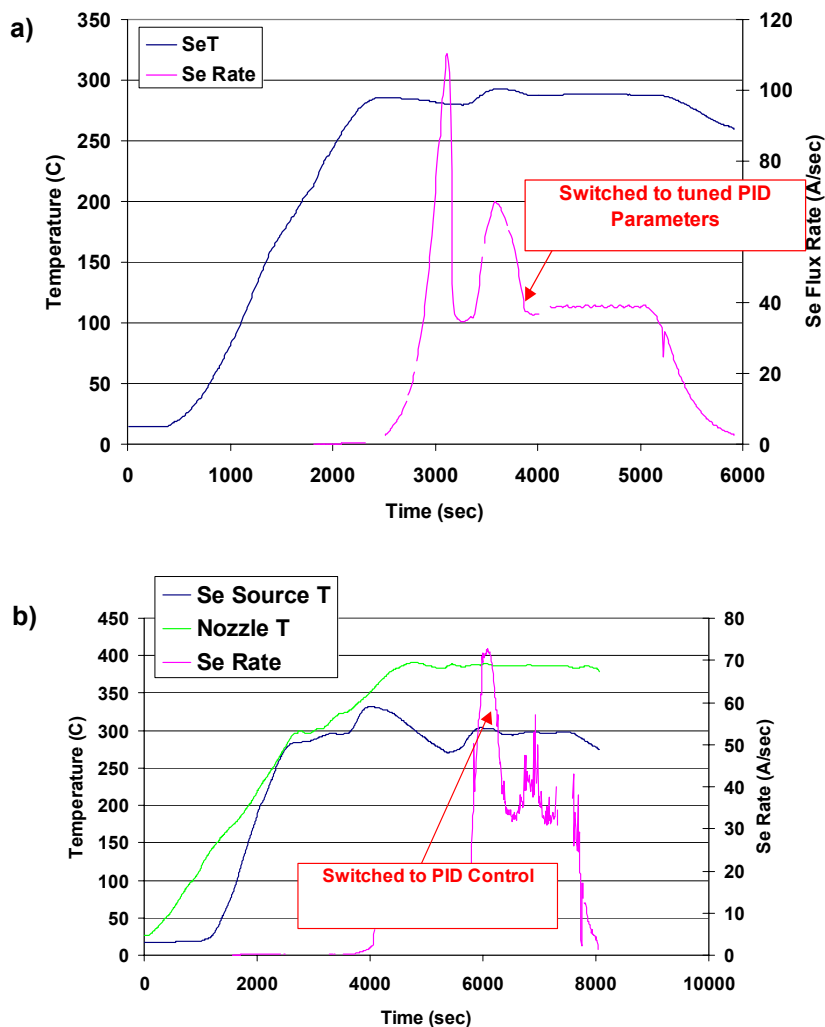 a)
350
300
250
200
150
100
50
0
Temperature (C)
SeT
Se Rate
120
100
80
60
40
20
0
Se Flux Rate (A/sec)
Switched to tuned PID
Parameters
0 1000 2000 3000 4000 5000 6000
Time (sec)
b)
Se Source T
Nozzle T
Se Rate
450
400
350
300
250
200
150
100
50
0
Temperature (C)
80
70
60
50
40
30
20
10
0
Se Rate (A/sec)
Switched to PID Control
0 2000 4000 6000 8000 10000
Time (sec)